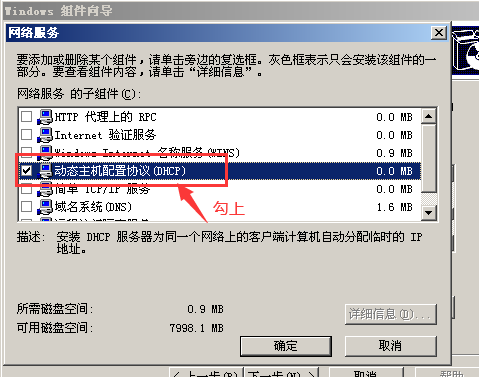 Windows 组件向导
网络服务
要添加或删除某个组件，请单击旁边的复选框。灰色框表示只会安装该组件的一
部分。要查看组件内容，请单击“详细信息”。
网络服务 的子组件(C):
HTTP 代理上的 RPC 0.0 MB
Internet 验证服务 0.0 MB
Windows Internet 名称服务(WINS) 0.9 MB
动态主机配置协议(DHCP) 0.0 MB
简单 TCP/IP 服务 0.0 MB
域名系统(DNS) 1.6 MB
勾上
描述: 安装 DHCP 服务器为同一个网络上的客户端计算机自动分配临时的 IP
地址。
所需磁盘空间: 0.9 MB
详细信息(D)...
可用磁盘空间: 7998.1 MB
确定 取消
< 上一步(B) 下一步(N) > 取消 帮助